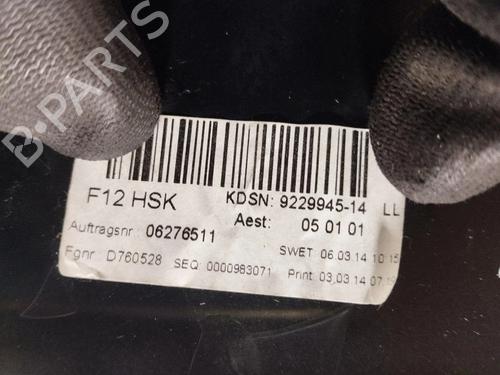 B-PARTS
B-PARTS
F12 HSK
KDSN: 9229945-14 LL
Aest: 05 01 01
Auftragsnr: 06276511
SWET 06.03.14 10:15
Fgnr: D760528 SEQ: 0000983071 Print: 03.03.14 07